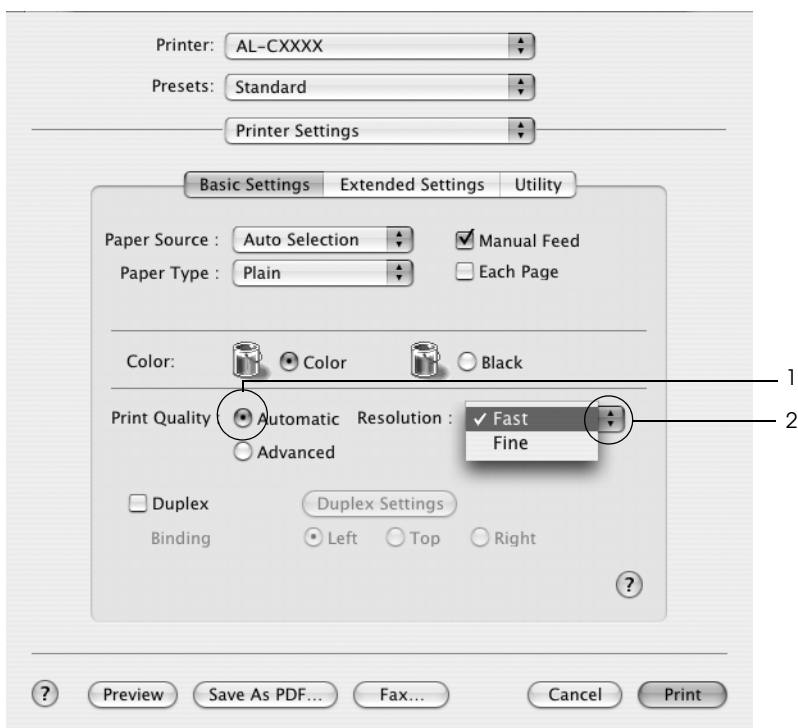 Printer: AL-CXXXX
Presets: Standard
Printer Settings
Basic Settings Extended Settings Utility
Paper Source : Auto Selection Manual Feed
Paper Type : Plain Each Page
Color: Color Black
1
Print Quality : Automatic Resolution : ✓ Fast 2
Advanced Fine
Duplex Duplex Settings
Binding Left Top Right
?
? Preview Save As PDF... Fax... Cancel Print